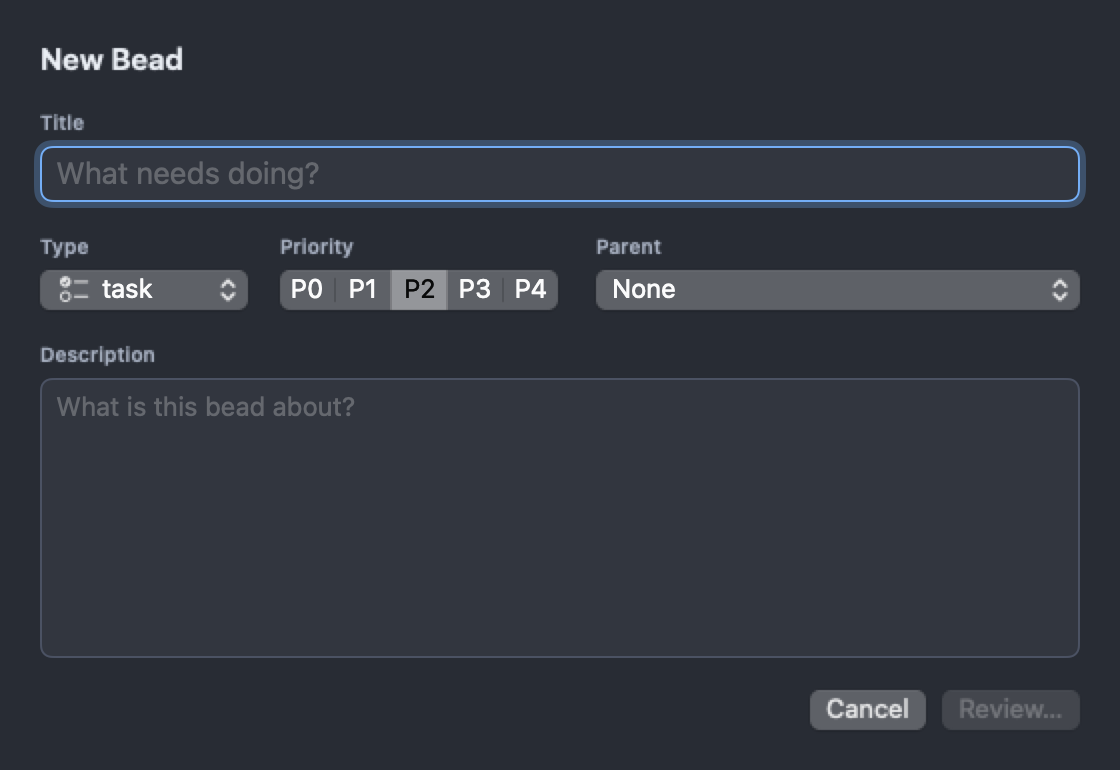 New Bead
Title
What needs doing?
Type Priority Parent
task P0 P1 P2 P3 P4 None
Description
What is this bead about?
Cancel Review...